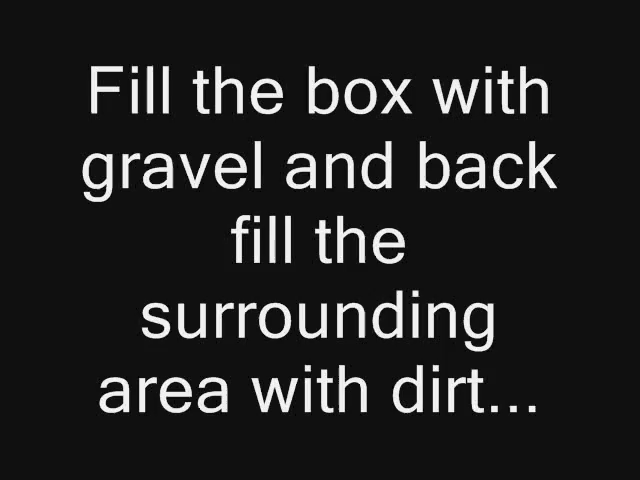 Fill the box with
gravel and back
fill the
surrounding
area with dirt...